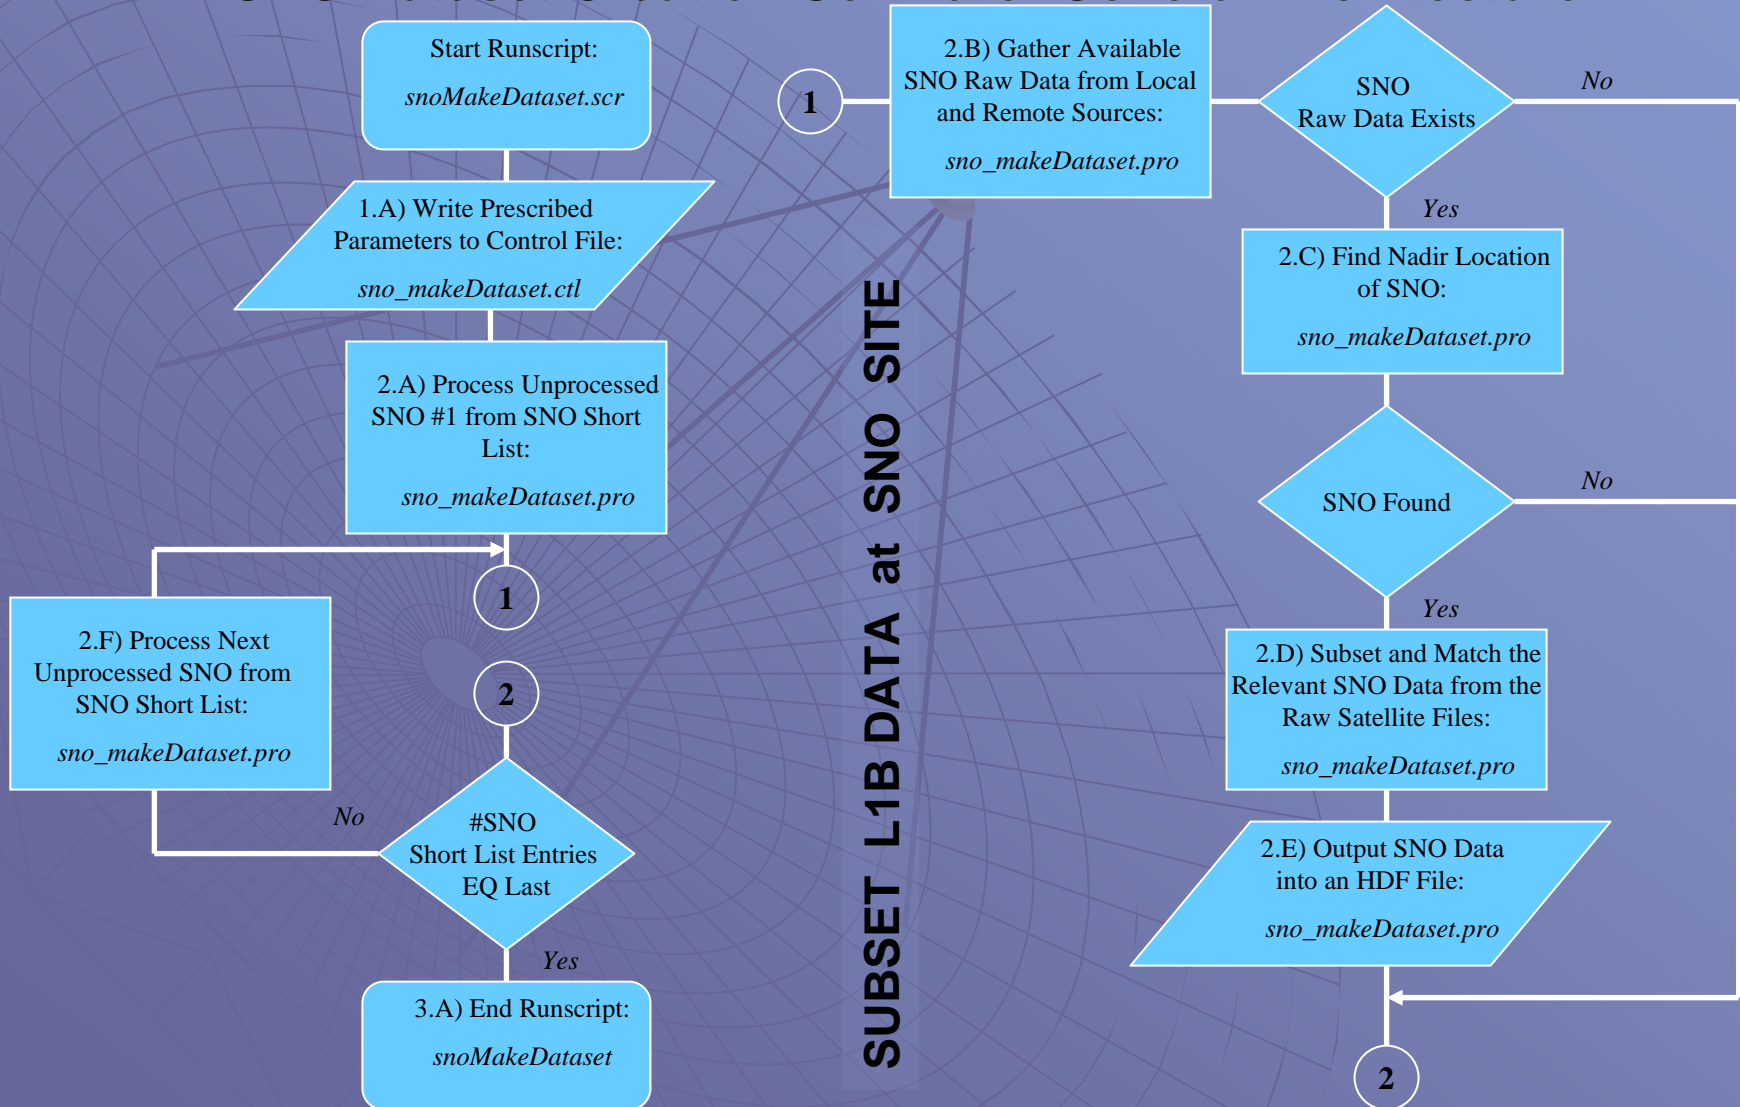 Start Runscript:
snoMakeDataset.scr
1.A) Write Prescribed
Parameters to Control File:
sno_makeDataset.ctl
2.A) Process Unprocessed
SNO #1 from SNO Short
List:
sno_makeDataset.pro
1
2.F) Process Next
Unprocessed SNO from
SNO Short List:
sno_makeDataset.pro
2
No
#SNO
Short List Entries
EQ Last
Yes
3.A) End Runscript:
snoMakeDataset
SUBSET L1B DATA at SNO SITE
1
2.B) Gather Available
SNO Raw Data from Local
and Remote Sources:
sno_makeDataset.pro
SNO
Raw Data Exists
No
Yes
2.C) Find Nadir Location
of SNO:
sno_makeDataset.pro
SNO Found
No
Yes
2.D) Subset and Match the
Relevant SNO Data from the
Raw Satellite Files:
sno_makeDataset.pro
2.E) Output SNO Data
into an HDF File:
sno_makeDataset.pro
2